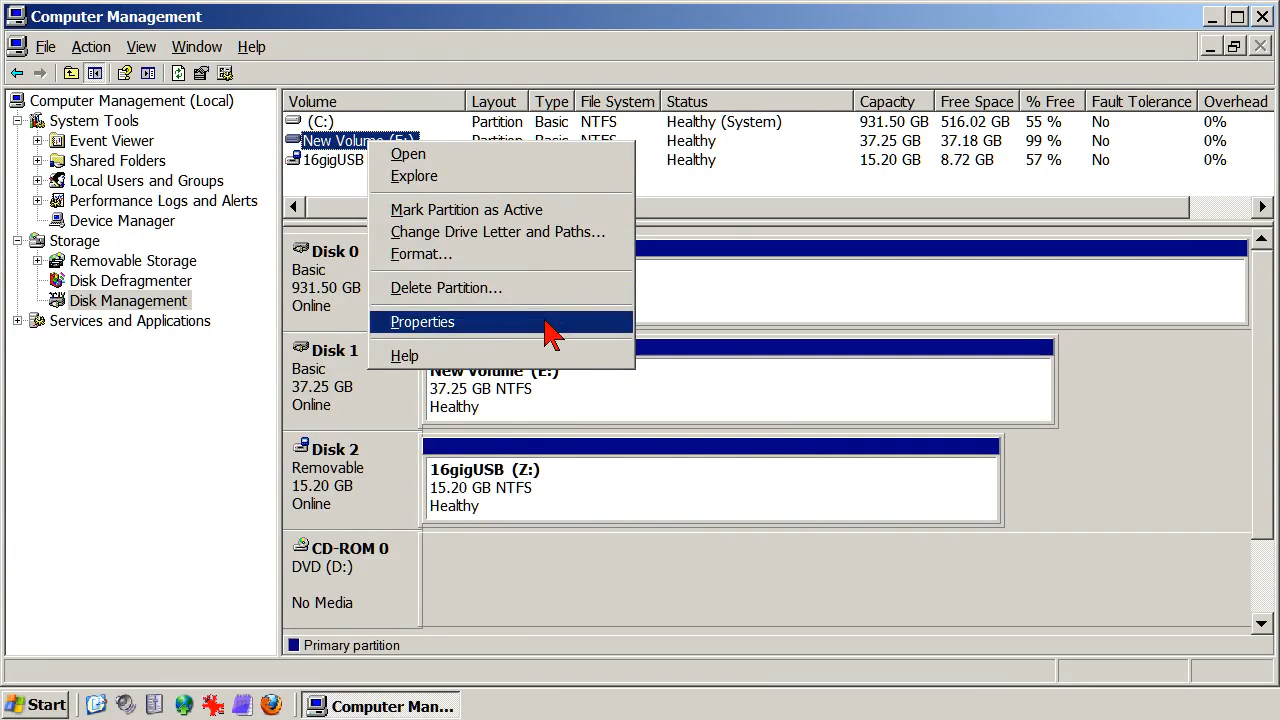 Computer Management
File Action View Window Help
Computer Management (Local)
System Tools
Event Viewer
Shared Folders
Local Users and Groups
Performance Logs and Alerts
Device Manager
Storage
Removable Storage
Disk Defragmenter
Disk Management
Services and Applications
Volume Layout Type File System Status Capacity Free Space % Free Fault Tolerance Overhead
(C:) Partition Basic NTFS Healthy (System) 931.50 GB 516.02 GB 55 % No 0%
New Volume (E:) Partition Basic NTFS Healthy 37.25 GB 37.18 GB 99 % No 0%
16gigUSB Healthy 15.20 GB 8.72 GB 57 % No 0%
Open
Explore
Mark Partition as Active
Change Drive Letter and Paths...
Format...
Delete Partition...
Properties
Help
Disk 0
Basic
931.50 GB
Online
Disk 1
Basic
37.25 GB
Online
New Volume (E:)
37.25 GB NTFS
Healthy
Disk 2
Removable
15.20 GB
Online
16gigUSB (Z:)
15.20 GB NTFS
Healthy
CD-ROM 0
DVD (D:)
No Media
Primary partition
Start
Computer Man...